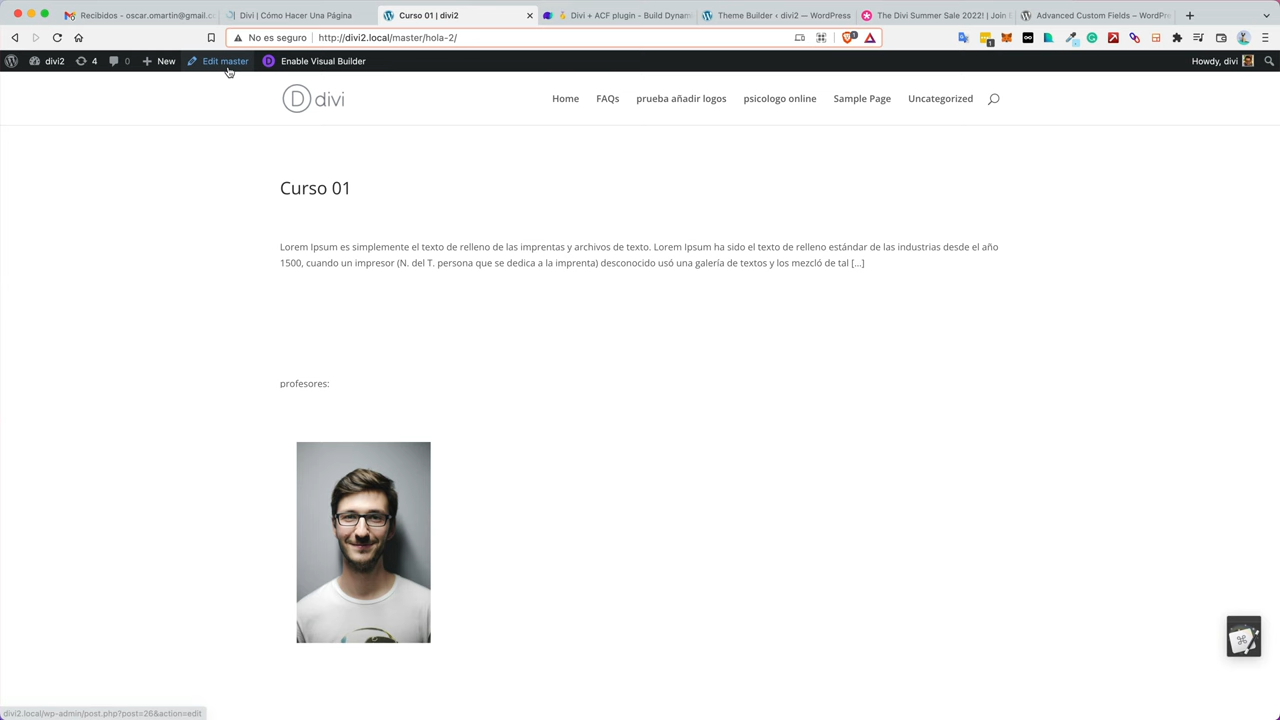 Recibidos - oscar.omartin@gmail.c
Divi | Cómo Hacer Una Página
Curso 01 | divi2
Divi + ACF plugin - Build Dynam
Theme Builder ‹ divi2 — WordPress
The Divi Summer Sale 2022! | Join
Advanced Custom Fields – WordPre
No es seguro http://divi2.local/master/hola-2/
divi2 4 0 New Edit master Enable Visual Builder
Howdy, divi
D divi
Home FAQs prueba añadir logos psicologo online Sample Page Uncategorized
Curso 01
Lorem Ipsum es simplemente el texto de relleno de las imprentas y archivos de texto. Lorem Ipsum ha sido el texto de relleno estándar de las industrias desde el año
1500, cuando un impresor (N. del T. persona que se dedica a la imprenta) desconocido usó una galería de textos y los mezcló de tal [...]
profesores:
divi2.local/wp-admin/post.php?post=26&action=edit